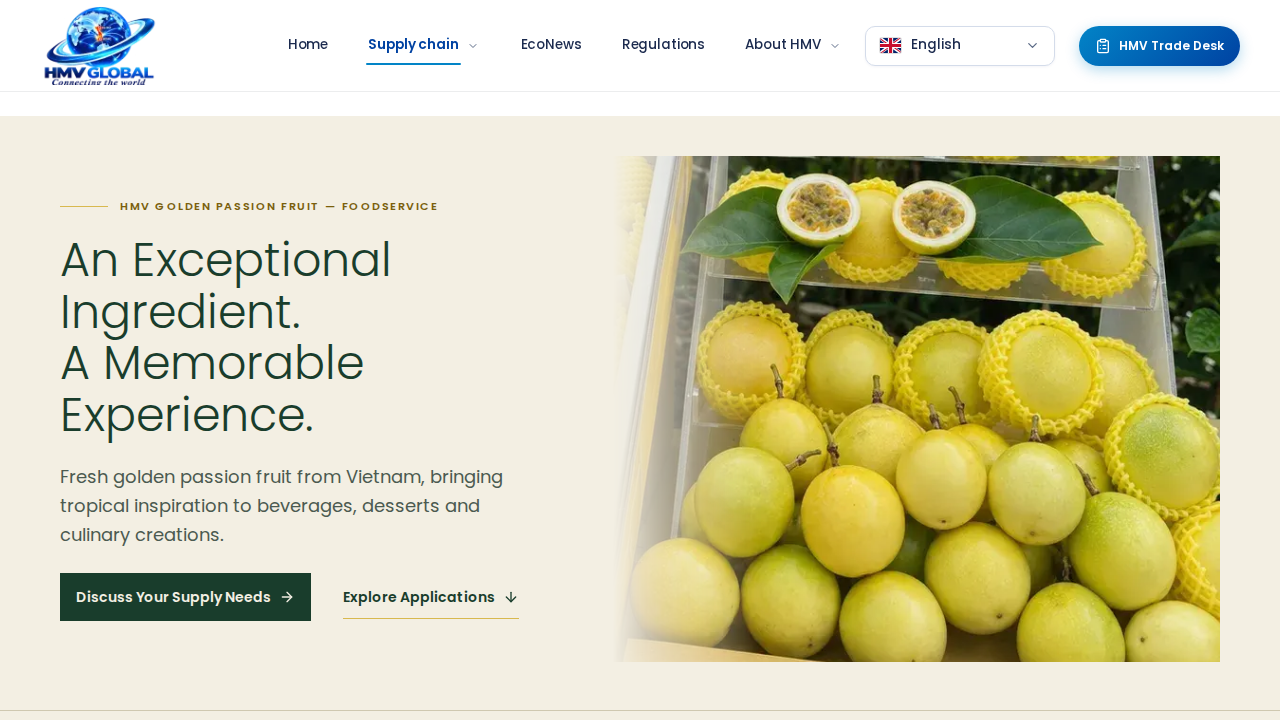 HMV GLOBAL
Connecting the world
Home
Supply chain
EcoNews
Regulations
About HMV
English
HMV Trade Desk
HMV GOLDEN PASSION FRUIT — FOODSERVICE
An Exceptional
Ingredient.
A Memorable
Experience.
Fresh golden passion fruit from Vietnam, bringing
tropical inspiration to beverages, desserts and
culinary creations.
Discuss Your Supply Needs
Explore Applications